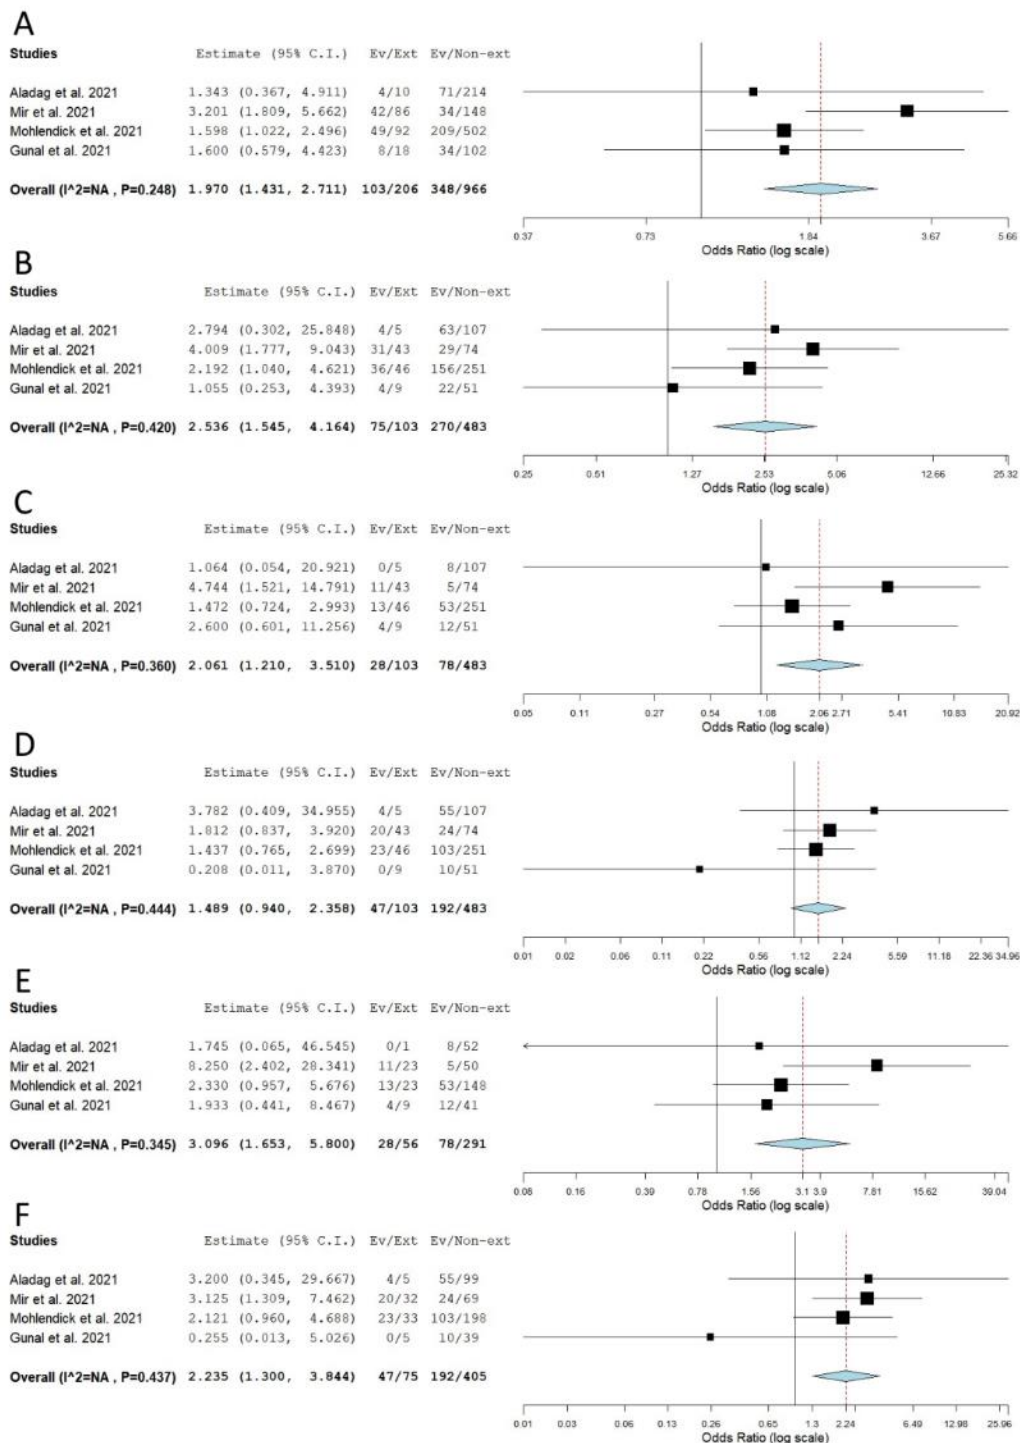 A
Studies Estimate (95% C.I.) Ev/Ext Ev/Non-ext
Aladag et al. 2021 1.343 (0.367, 4.911) 4/10 71/214
Mir et al. 2021 3.201 (1.809, 5.662) 42/86 34/148
Mohlendick et al. 2021 1.598 (1.022, 2.496) 49/92 209/502
Gunal et al. 2021 1.600 (0.579, 4.423) 8/18 34/102
Overall (I^2=NA , P=0.248) 1.970 (1.431, 2.711) 103/206 348/966
0.37 0.73 1.84 3.67 5.66
Odds Ratio (log scale)
B
Studies Estimate (95% C.I.) Ev/Ext Ev/Non-ext
Aladag et al. 2021 2.794 (0.302, 25.848) 4/5 63/107
Mir et al. 2021 4.009 (1.777, 9.043) 31/43 29/74
Mohlendick et al. 2021 2.192 (1.040, 4.621) 36/46 156/251
Gunal et al. 2021 1.055 (0.253, 4.393) 4/9 22/51
Overall (I^2=NA , P=0.420) 2.536 (1.545, 4.164) 75/103 270/483
0.25 0.51 1.27 2.53 5.06 12.66 25.32
Odds Ratio (log scale)
C
Studies Estimate (95% C.I.) Ev/Ext Ev/Non-ext
Aladag et al. 2021 1.064 (0.054, 20.921) 0/5 8/107
Mir et al. 2021 4.744 (1.521, 14.791) 11/43 5/74
Mohlendick et al. 2021 1.472 (0.724, 2.993) 13/46 53/251
Gunal et al. 2021 2.600 (0.601, 11.256) 4/9 12/51
Overall (I^2=NA , P=0.360) 2.061 (1.210, 3.510) 28/103 78/483
0.05 0.11 0.27 0.54 1.08 2.06 2.71 5.41 10.83 20.92
Odds Ratio (log scale)
D
Studies Estimate (95% C.I.) Ev/Ext Ev/Non-ext
Aladag et al. 2021 3.782 (0.409, 34.955) 4/5 55/107
Mir et al. 2021 1.812 (0.837, 3.920) 20/43 24/74
Mohlendick et al. 2021 1.437 (0.765, 2.699) 23/46 103/251
Gunal et al. 2021 0.208 (0.011, 3.870) 0/9 10/51
Overall (I^2=NA , P=0.444) 1.489 (0.940, 2.358) 47/103 192/483
0.01 0.02 0.06 0.11 0.22 0.56 1.12 2.24 5.59 11.18 22.36 34.96
Odds Ratio (log scale)
E
Studies Estimate (95% C.I.) Ev/Ext Ev/Non-ext
Aladag et al. 2021 1.745 (0.065, 46.545) 0/1 8/52
Mir et al. 2021 8.250 (2.402, 28.341) 11/23 5/50
Mohlendick et al. 2021 2.330 (0.957, 5.676) 13/23 53/148
Gunal et al. 2021 1.933 (0.441, 8.467) 4/9 12/41
Overall (I^2=NA , P=0.345) 3.096 (1.653, 5.800) 28/56 78/291
0.08 0.16 0.39 0.78 1.56 3.1 3.9 7.81 15.62 39.04
Odds Ratio (log scale)
F
Studies Estimate (95% C.I.) Ev/Ext Ev/Non-ext
Aladag et al. 2021 3.200 (0.345, 29.667) 4/5 55/99
Mir et al. 2021 3.125 (1.309, 7.462) 20/32 24/69
Mohlendick et al. 2021 2.121 (0.960, 4.688) 23/33 103/198
Gunal et al. 2021 0.255 (0.013, 5.026) 0/5 10/39
Overall (I^2=NA , P=0.437) 2.235 (1.300, 3.844) 47/75 192/405
0.01 0.03 0.06 0.13 0.26 0.65 1.3 2.24 6.49 12.98 25.96
Odds Ratio (log scale)